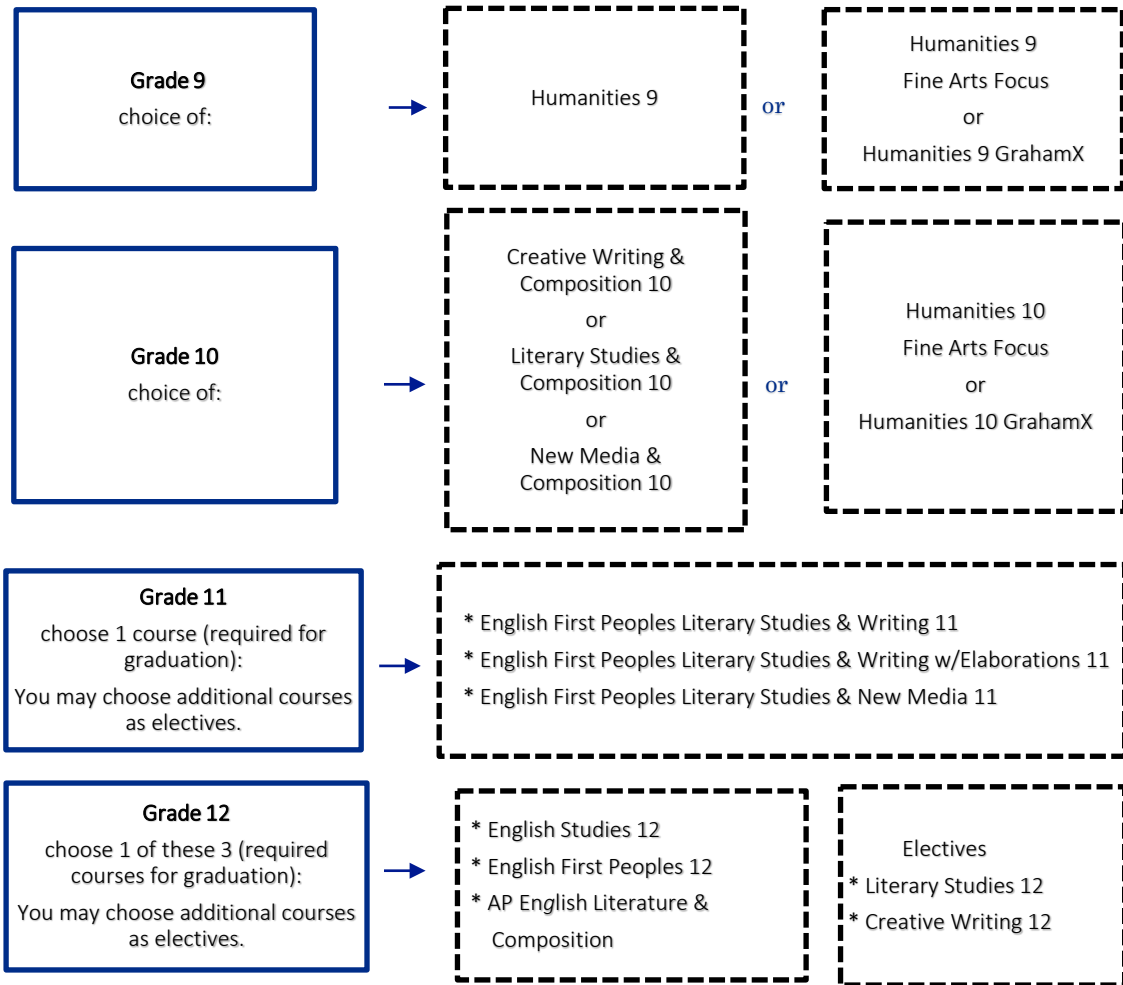 Grade 9
choice of:
Humanities 9
or
Humanities 9
Fine Arts Focus
or
Humanities 9 GrahamX
Grade 10
choice of:
Creative Writing &
Composition 10
or
Literary Studies &
Composition 10
or
New Media &
Composition 10
or
Humanities 10
Fine Arts Focus
or
Humanities 10 GrahamX
Grade 11
choose 1 course (required for
graduation):
You may choose additional courses
as electives.
* English First Peoples Literary Studies & Writing 11
* English First Peoples Literary Studies & Writing w/Elaborations 11
* English First Peoples Literary Studies & New Media 11
Grade 12
choose 1 of these 3 (required
courses for graduation):
You may choose additional courses
as electives.
* English Studies 12
* English First Peoples 12
* AP English Literature &
Composition
Electives
* Literary Studies 12
* Creative Writing 12